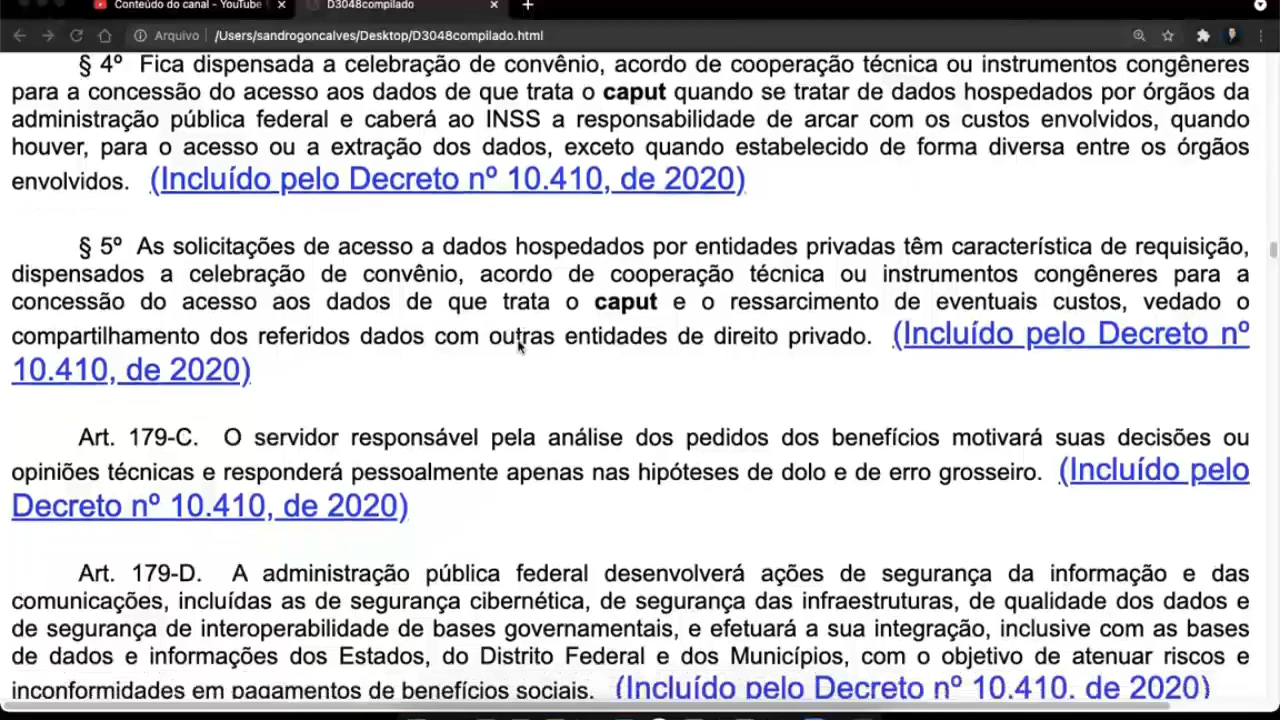 Conteúdo do canal - YouTube
D3048compilado
Arquivo /Users/sandrogoncalves/Desktop/D3048compilado.html
§ 4º Fica dispensada a celebração de convênio, acordo de cooperação técnica ou instrumentos congêneres
para a concessão do acesso aos dados de que trata o caput quando se tratar de dados hospedados por órgãos da
administração pública federal e caberá ao INSS a responsabilidade de arcar com os custos envolvidos, quando
houver, para o acesso ou a extração dos dados, exceto quando estabelecido de forma diversa entre os órgãos
envolvidos. (Incluído pelo Decreto nº 10.410, de 2020)
§ 5º As solicitações de acesso a dados hospedados por entidades privadas têm característica de requisição,
dispensados a celebração de convênio, acordo de cooperação técnica ou instrumentos congêneres para a
concessão do acesso aos dados de que trata o caput e o ressarcimento de eventuais custos, vedado o
compartilhamento dos referidos dados com outras entidades de direito privado. (Incluído pelo Decreto nº
10.410, de 2020)
Art. 179-C. O servidor responsável pela análise dos pedidos dos benefícios motivará suas decisões ou
opiniões técnicas e responderá pessoalmente apenas nas hipóteses de dolo e de erro grosseiro. (Incluído pelo
Decreto nº 10.410, de 2020)
Art. 179-D. A administração pública federal desenvolverá ações de segurança da informação e das
comunicações, incluídas as de segurança cibernética, de segurança das infraestruturas, de qualidade dos dados e
de segurança de interoperabilidade de bases governamentais, e efetuará a sua integração, inclusive com as bases
de dados e informações dos Estados, do Distrito Federal e dos Municípios, com o objetivo de atenuar riscos e
inconformidades em pagamentos de benefícios sociais. (Incluído pelo Decreto nº 10.410, de 2020)